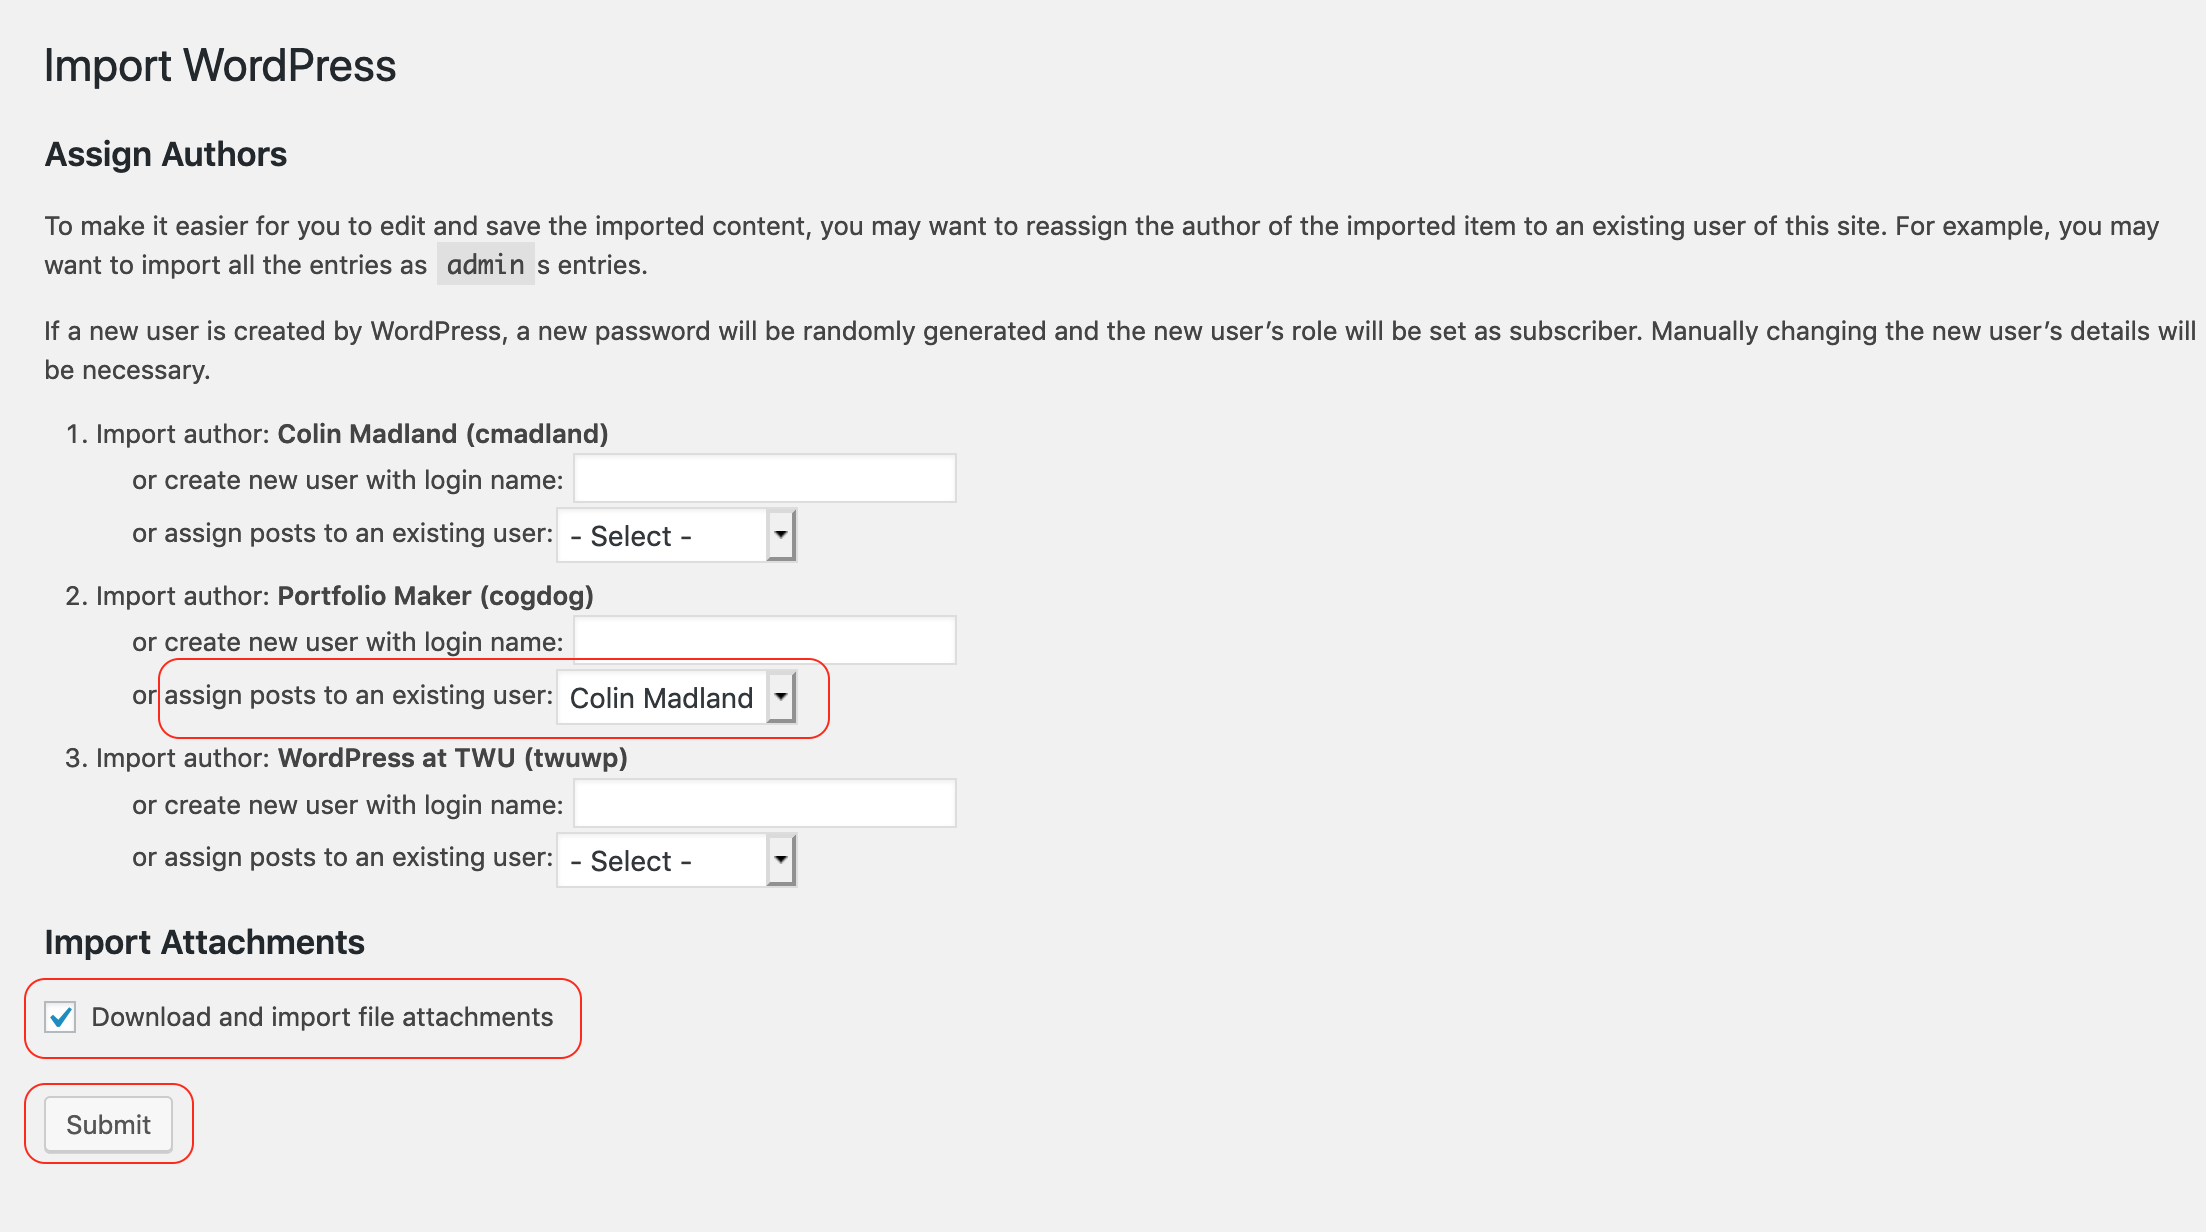 Import WordPress
Assign Authors
To make it easier for you to edit and save the imported content, you may want to reassign the author of the imported item to an existing user of this site. For example, you may
want to import all the entries as admin s entries.
If a new user is created by WordPress, a new password will be randomly generated and the new user’s role will be set as subscriber. Manually changing the new user’s details will
be necessary.
1. Import author: Colin Madland (cmadland)
or create new user with login name:
or assign posts to an existing user: - Select -
2. Import author: Portfolio Maker (cogdog)
or create new user with login name:
or assign posts to an existing user: Colin Madland
3. Import author: WordPress at TWU (twuwp)
or create new user with login name:
or assign posts to an existing user: - Select -
Import Attachments
Download and import file attachments
Submit